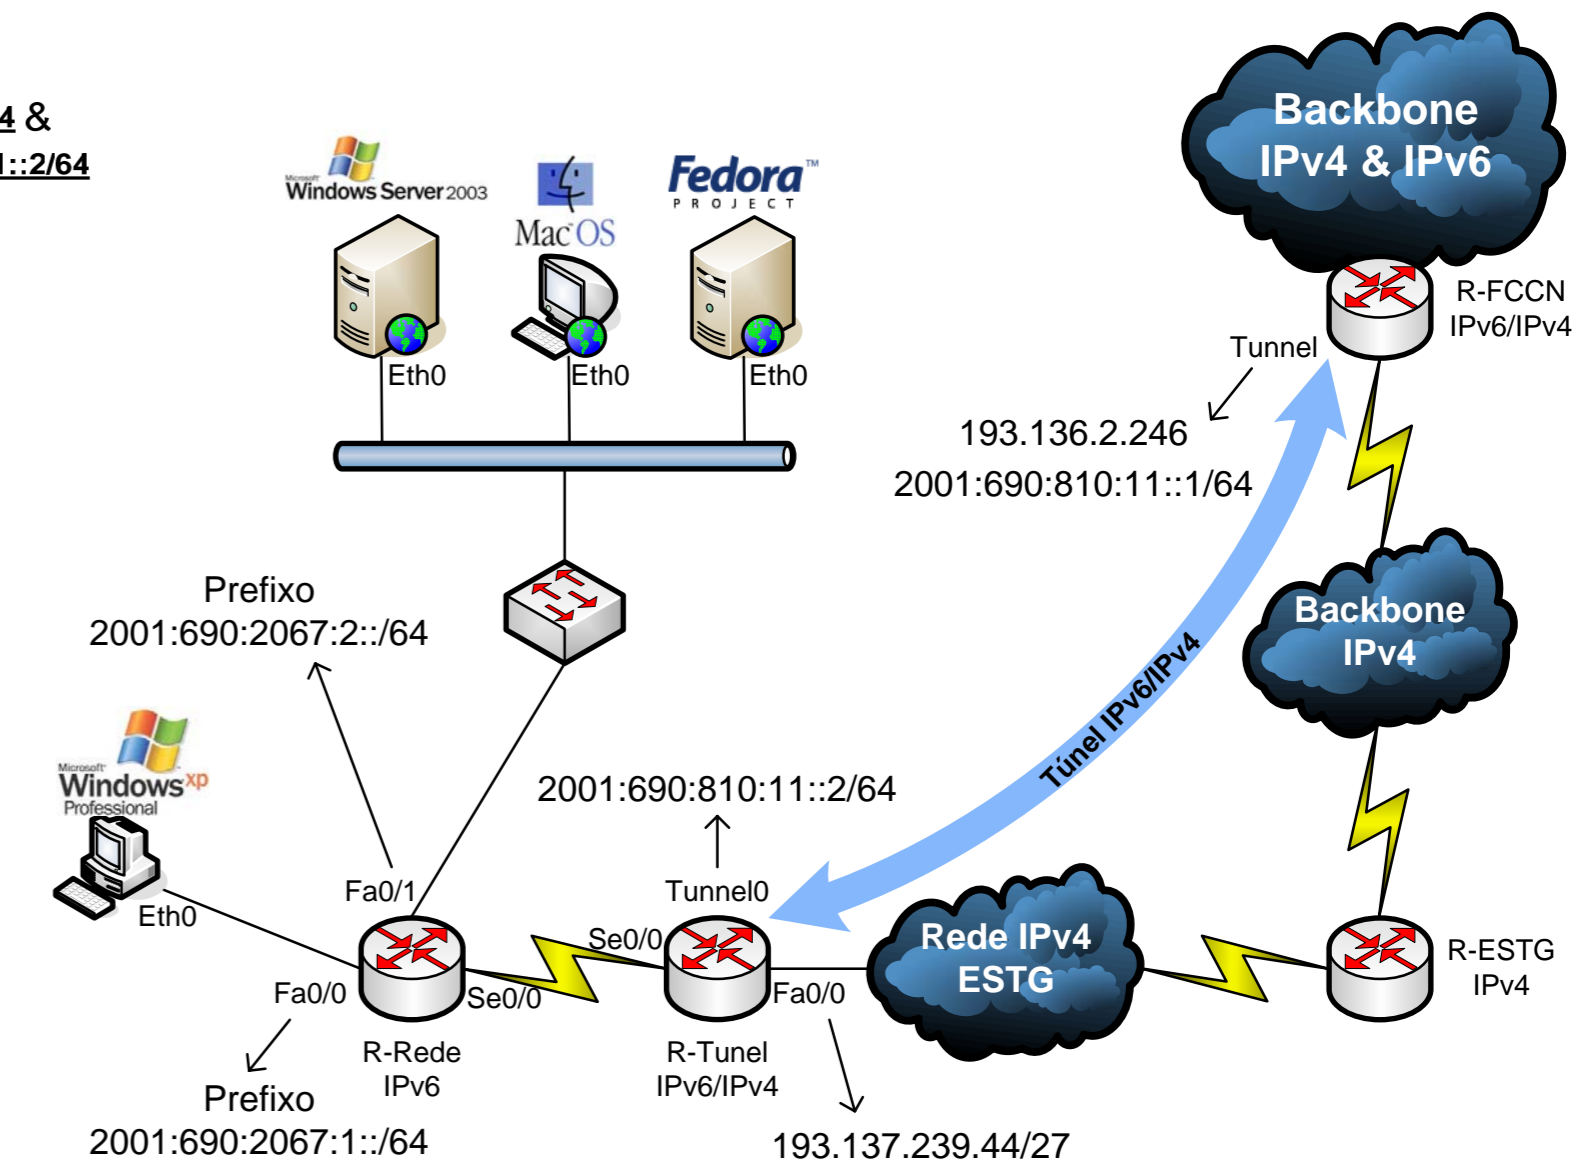 4 &
1::2/64
Microsoft
Windows Server 2003
Mac OS
Fedora™
PROJECT
Eth0
Eth0
Eth0
Backbone
IPv4 & IPv6
R-FCCN
IPv6/IPv4
Tunnel
193.136.2.246
2001:690:810:11::1/64
Prefixo
2001:690:2067:2::/64
Backbone
IPv4
Túnel IPv6/IPv4
Microsoft
Windows xp
Professional
Eth0
2001:690:810:11::2/64
Fa0/1
Tunnel0
Se0/0
Rede IPv4
ESTG
R-ESTG
IPv4
Fa0/0
Se0/0
Fa0/0
R-Rede
IPv6
R-Tunel
IPv6/IPv4
Prefixo
2001:690:2067:1::/64
193.137.239.44/27